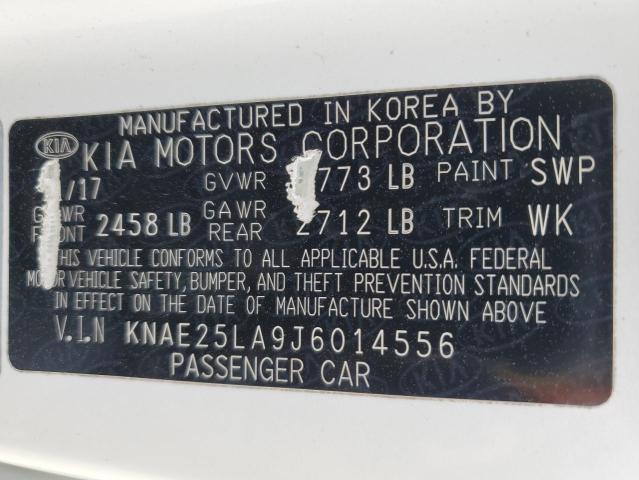 MANUFACTURED IN KOREA BY
KIA KIA MOTORS CORPORATION
/17 GVWR 773 LB PAINT SWP
FRONT 2458 LB GAWR REAR 2712 LB TRIM WK
THIS VEHICLE CONFORMS TO ALL APPLICABLE U.S.A. FEDERAL
MOTOR VEHICLE SAFETY, BUMPER, AND THEFT PREVENTION STANDARDS
IN EFFECT ON THE DATE OF MANUFACTURE SHOWN ABOVE
V.I.N KNAE25LA9J6014556
PASSENGER CAR